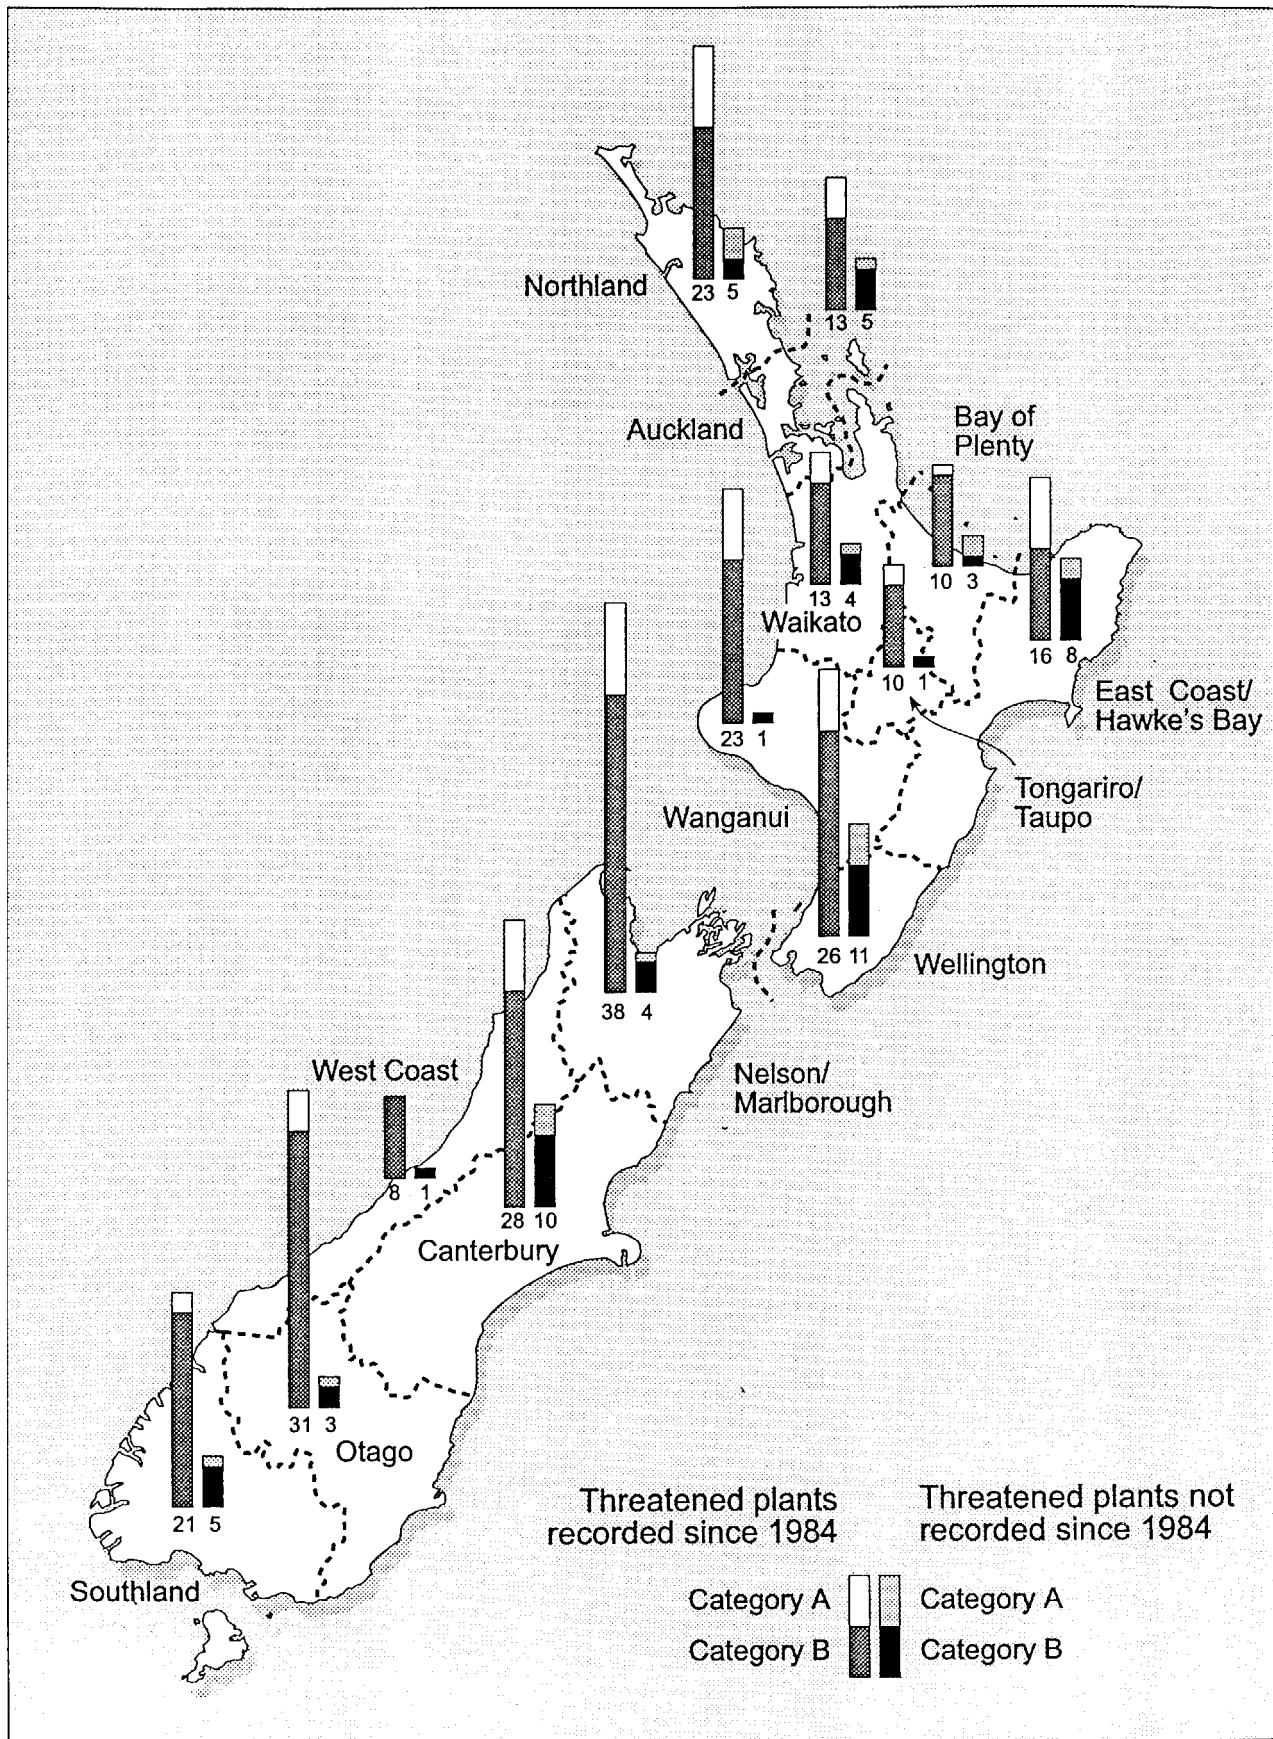 Northland
23 5
13 5
Auckland
Bay of
Plenty
13 4
Waikato
10 3
16 8
10 1
East Coast/
Hawke's Bay
23 1
Tongariro/
Taupo
Wanganui
26 11
Wellington
38 4
Nelson/
Marlborough
West Coast
8 1
28 10
Canterbury
31 3
Otago
21 5
Southland
Threatened plants
recorded since 1984
Threatened plants not
recorded since 1984
Category A
Category A
Category B
Category B